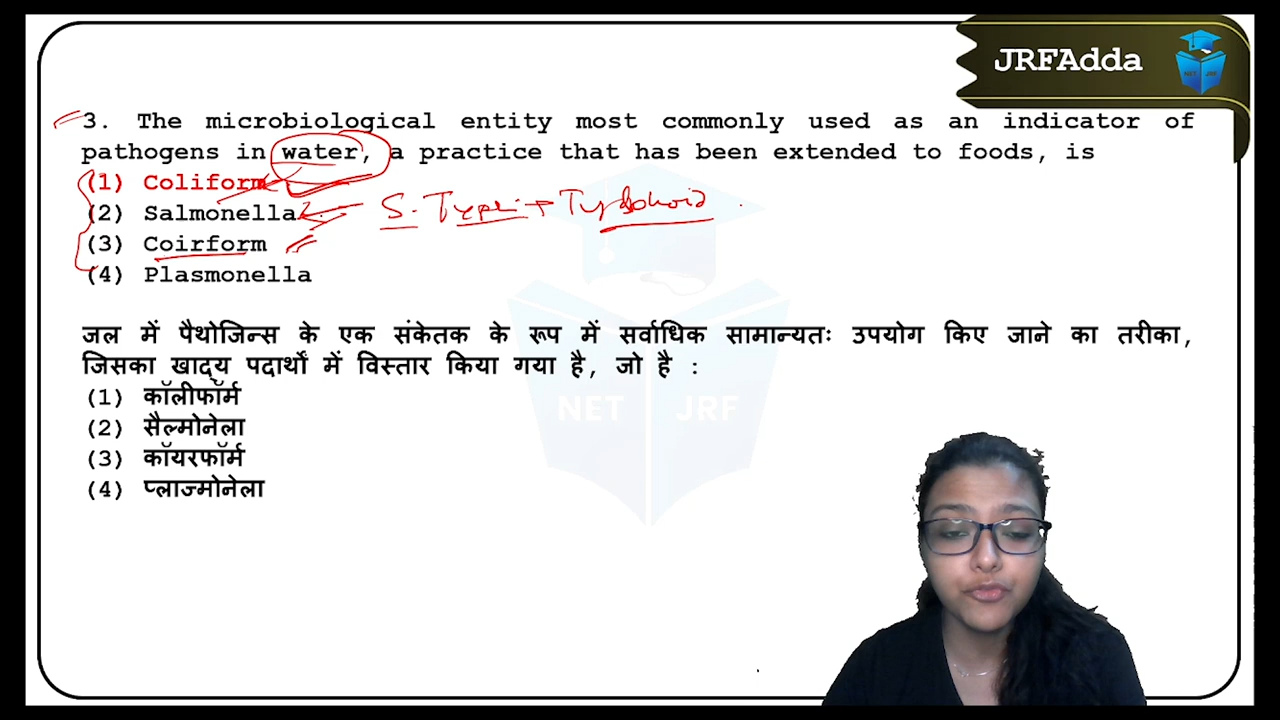 JRFAdda
3. The microbiological entity most commonly used as an indicator of
pathogens in water, a practice that has been extended to foods, is
(1) Coliform
(2) Salmonella
S. Typhi → Typhoid
(3) Coirform
(4) Plasmonella
जल में पैथोजिन्स के एक संकेतक के रूप में सर्वाधिक सामान्यतः उपयोग किए जाने का तरीका,
जिसका खाद्य पदार्थों में विस्तार किया गया है, जो है :
(1) कॉलीफॉर्म
(2) सैल्मोनेला
(3) कॉयरफॉर्म
(4) प्लाज्मोनेला
NET JRF